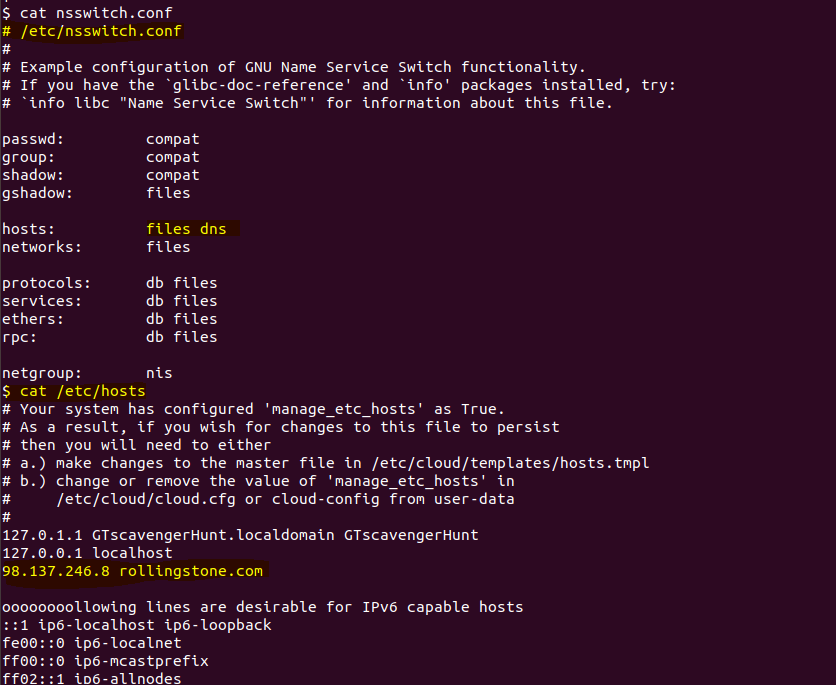 $ cat nsswitch.conf
# /etc/nsswitch.conf
#
# Example configuration of GNU Name Service Switch functionality.
# If you have the `glibc-doc-reference' and `info' packages installed, try:
# `info libc "Name Service Switch"' for information about this file.
passwd:         compat
group:          compat
shadow:         compat
gshadow:        files
hosts:          files dns
networks:       files
protocols:      db files
services:       db files
ethers:         db files
rpc:            db files
netgroup:       nis
$ cat /etc/hosts
# Your system has configured 'manage_etc_hosts' as True.
# As a result, if you wish for changes to this file to persist
# then you will need to either
# a.) make changes to the master file in /etc/cloud/templates/hosts.tmpl
# b.) change or remove the value of 'manage_etc_hosts' in
#     /etc/cloud/cloud.cfg or cloud-config from user-data
#
127.0.1.1 GTscavengerHunt.localdomain GTscavengerHunt
127.0.0.1 localhost
98.137.246.8 rollingstone.com
oooooooollowing lines are desirable for IPv6 capable hosts
::1 ip6-localhost ip6-loopback
fe00::0 ip6-localnet
ff00::0 ip6-mcastprefix
ff02::1 ip6-allnodes